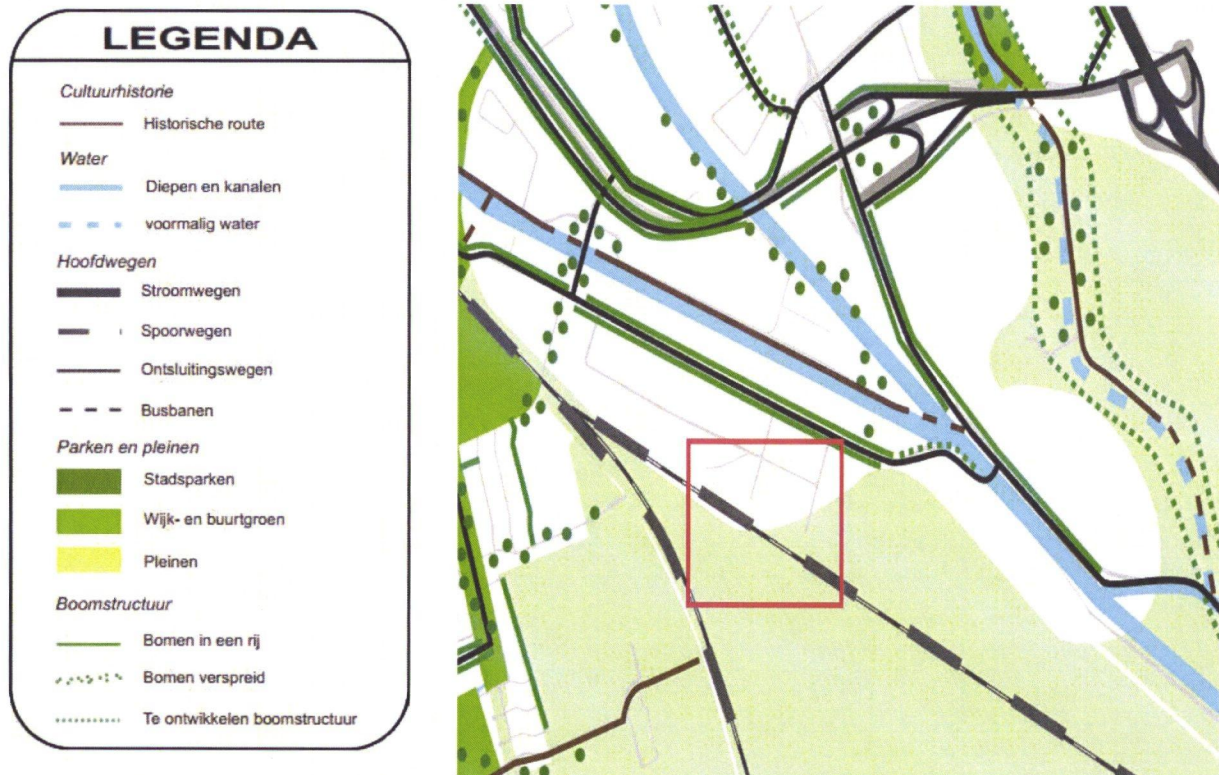 LEGENDA
Cultuurhistorie
Historische route
Water
Diepen en kanalen
voormalig water
Hoofdwegen
Stroomwegen
Spoorwegen
Ontsluitingswegen
Busbanen
Parken en pleinen
Stadsparken
Wijk- en buurtgroen
Pleinen
Boomstructuur
Bomen in een rij
Bomen verspreid
Te ontwikkelen boomstructuur